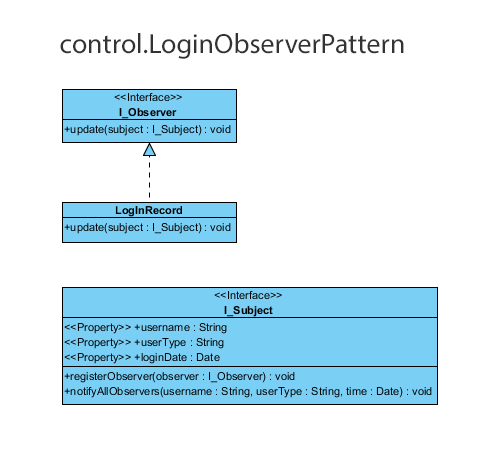 control.LoginObserverPattern
<<Interface>>
I_Observer
+update(subject : I_Subject) : void
LogInRecord
+update(subject : I_Subject) : void
<<Interface>>
I_Subject
<<Property>> +username : String
<<Property>> +userType : String
<<Property>> +loginDate : Date
+registerObserver(observer : I_Observer) : void
+notifyAllObservers(username : String, userType : String, time : Date) : void